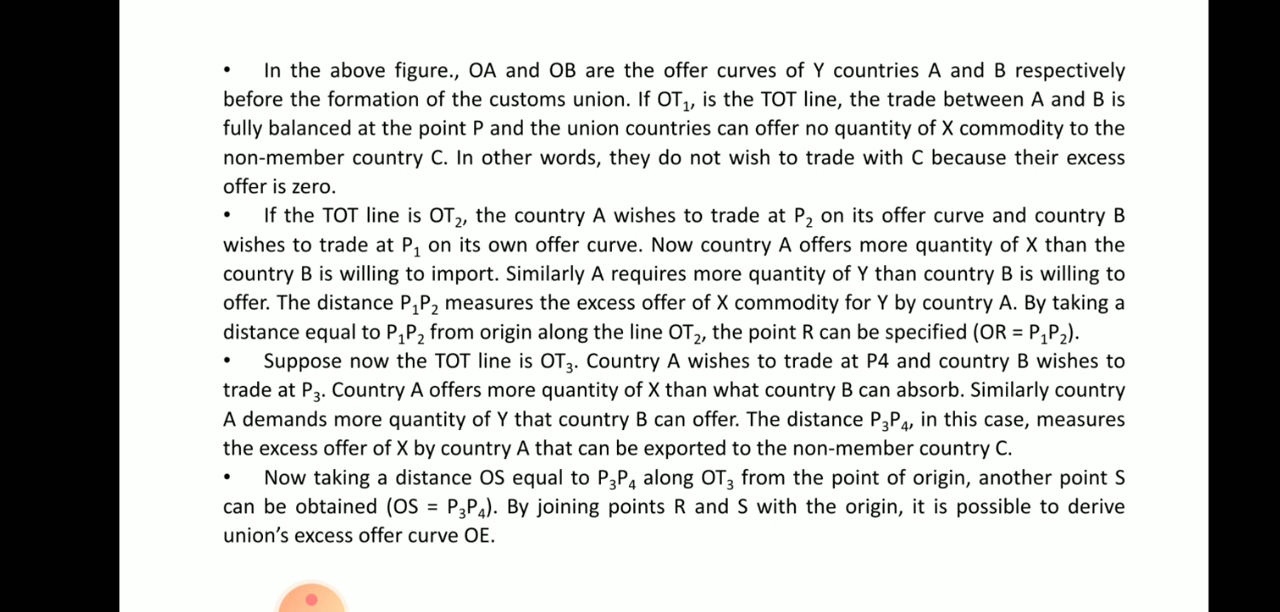 • In the above figure., OA and OB are the offer curves of Y countries A and B respectively
before the formation of the customs union. If OT₁, is the TOT line, the trade between A and B is
fully balanced at the point P and the union countries can offer no quantity of X commodity to the
non-member country C. In other words, they do not wish to trade with C because their excess
offer is zero.
• If the TOT line is OT₂, the country A wishes to trade at P₂ on its offer curve and country B
wishes to trade at P₁ on its own offer curve. Now country A offers more quantity of X than the
country B is willing to import. Similarly A requires more quantity of Y than country B is willing to
offer. The distance P₁P₂ measures the excess offer of X commodity for Y by country A. By taking a
distance equal to P₁P₂ from origin along the line OT₂, the point R can be specified (OR = P₁P₂).
• Suppose now the TOT line is OT₃. Country A wishes to trade at P4 and country B wishes to
trade at P₃. Country A offers more quantity of X than what country B can absorb. Similarly country
A demands more quantity of Y that country B can offer. The distance P₃P₄, in this case, measures
the excess offer of X by country A that can be exported to the non-member country C.
• Now taking a distance OS equal to P₃P₄ along OT₃ from the point of origin, another point S
can be obtained (OS = P₃P₄). By joining points R and S with the origin, it is possible to derive
union’s excess offer curve OE.